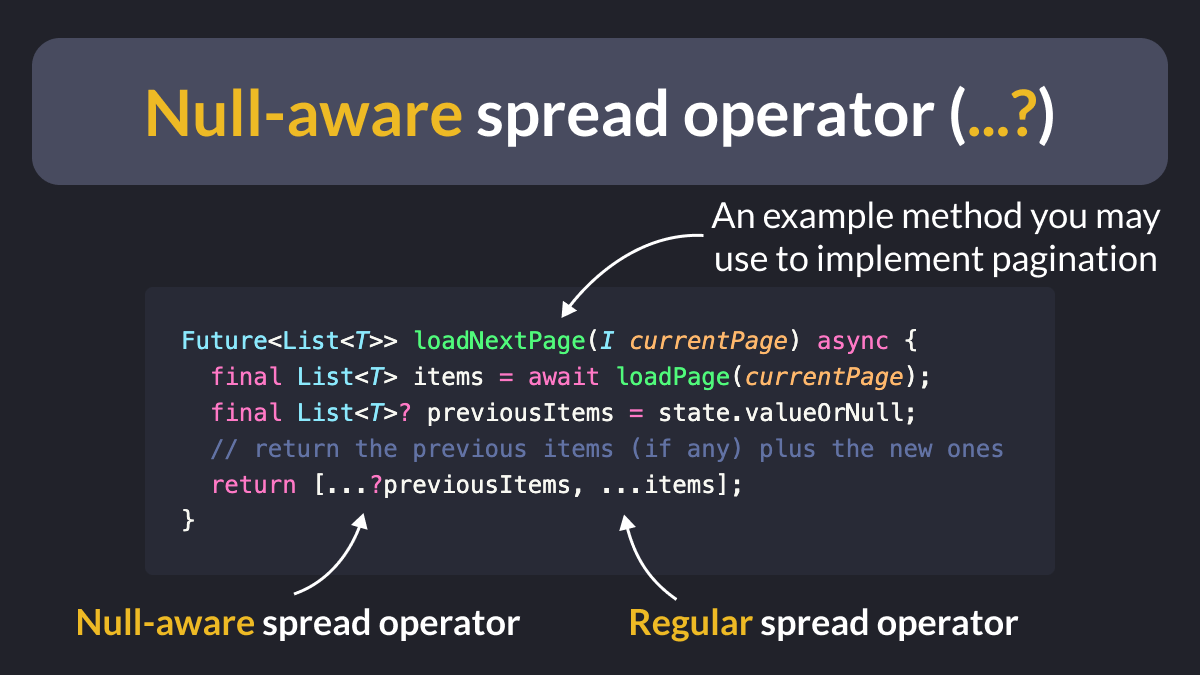 Null-aware spread operator (...?)
An example method you may
use to implement pagination
Future<List<T>> loadNextPage(I currentPage) async {
  final List<T> items = await loadPage(currentPage);
  final List<T>? previousItems = state.valueOrNull;
  // return the previous items (if any) plus the new ones
  return [...?previousItems, ...items];
}
Null-aware spread operator
Regular spread operator